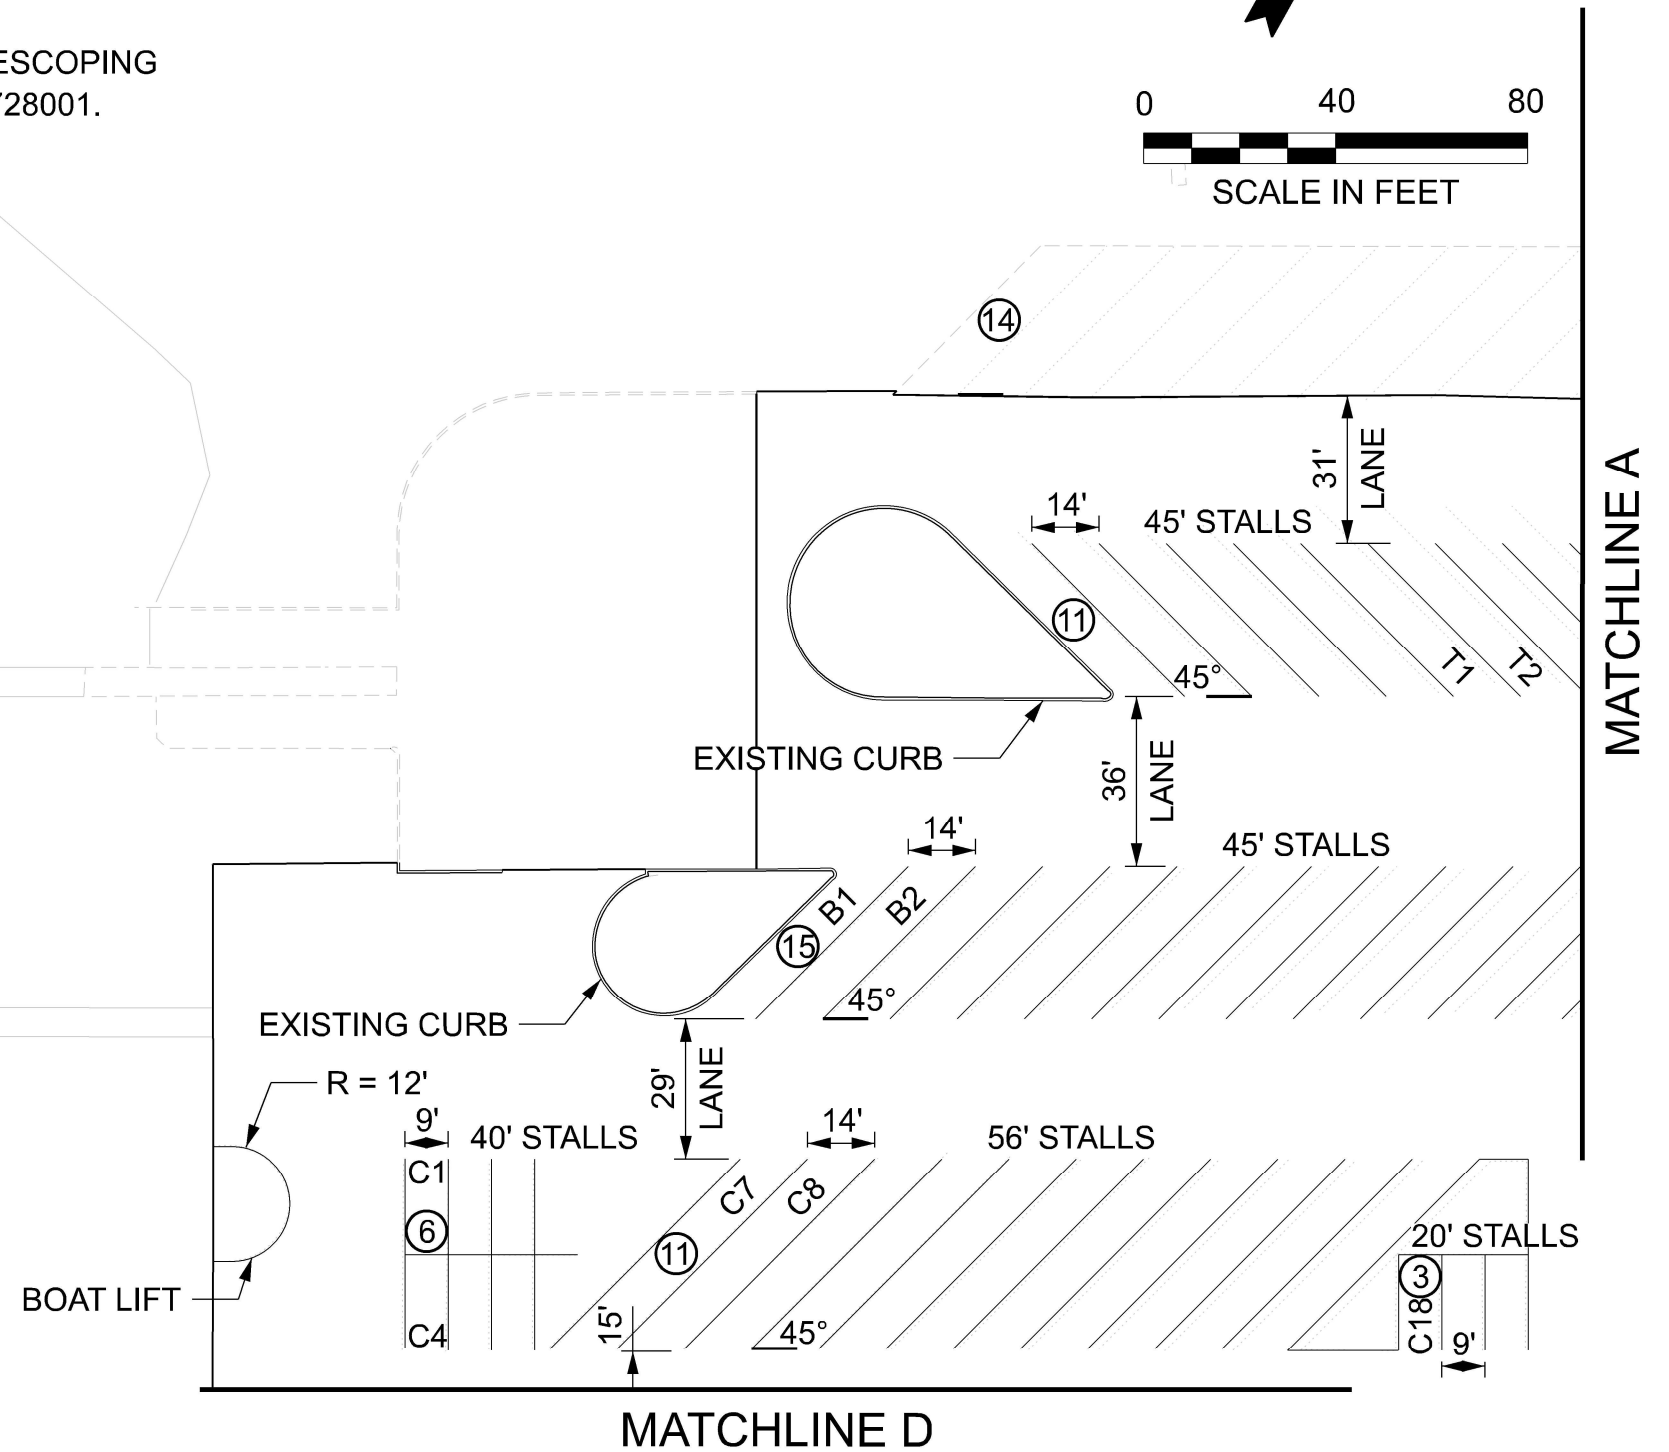 ESCOPING
728001.
0 40 80
SCALE IN FEET
14
31'
LANE
14'
45' STALLS
11
45°
T1
T2
MATCHLINE A
EXISTING CURB
36'
LANE
14'
45' STALLS
B1
B2
15
45°
EXISTING CURB
29'
LANE
R = 12'
9'
40' STALLS
14'
56' STALLS
C1
C7
C8
6
11
20' STALLS
3
BOAT LIFT
C4
15'
45°
C18
9'
MATCHLINE D